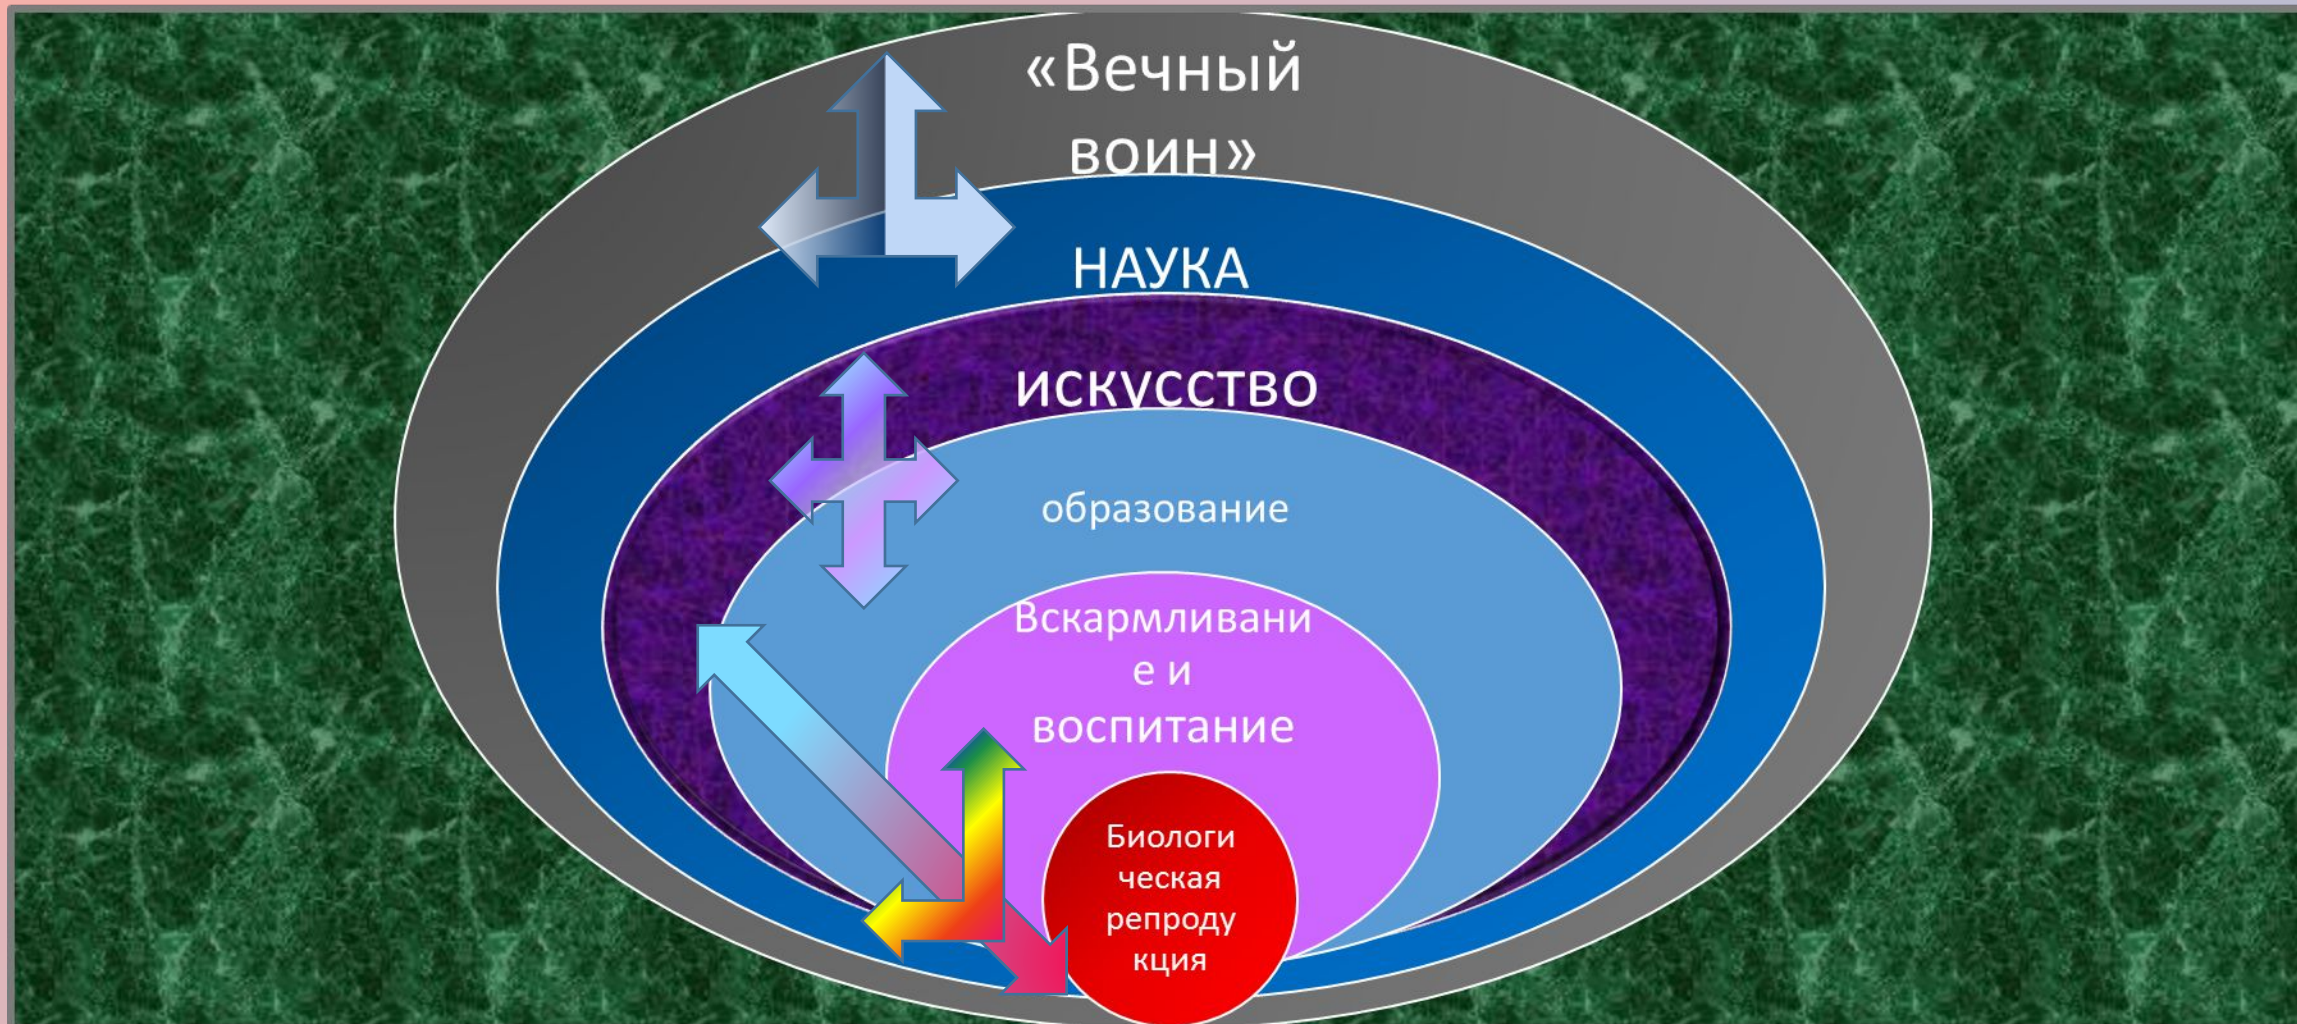 «Вечный
воин»
НАУКА
искусство
образование
Вскармливани
е и
воспитание
Биологи
ческая
репроду
кция